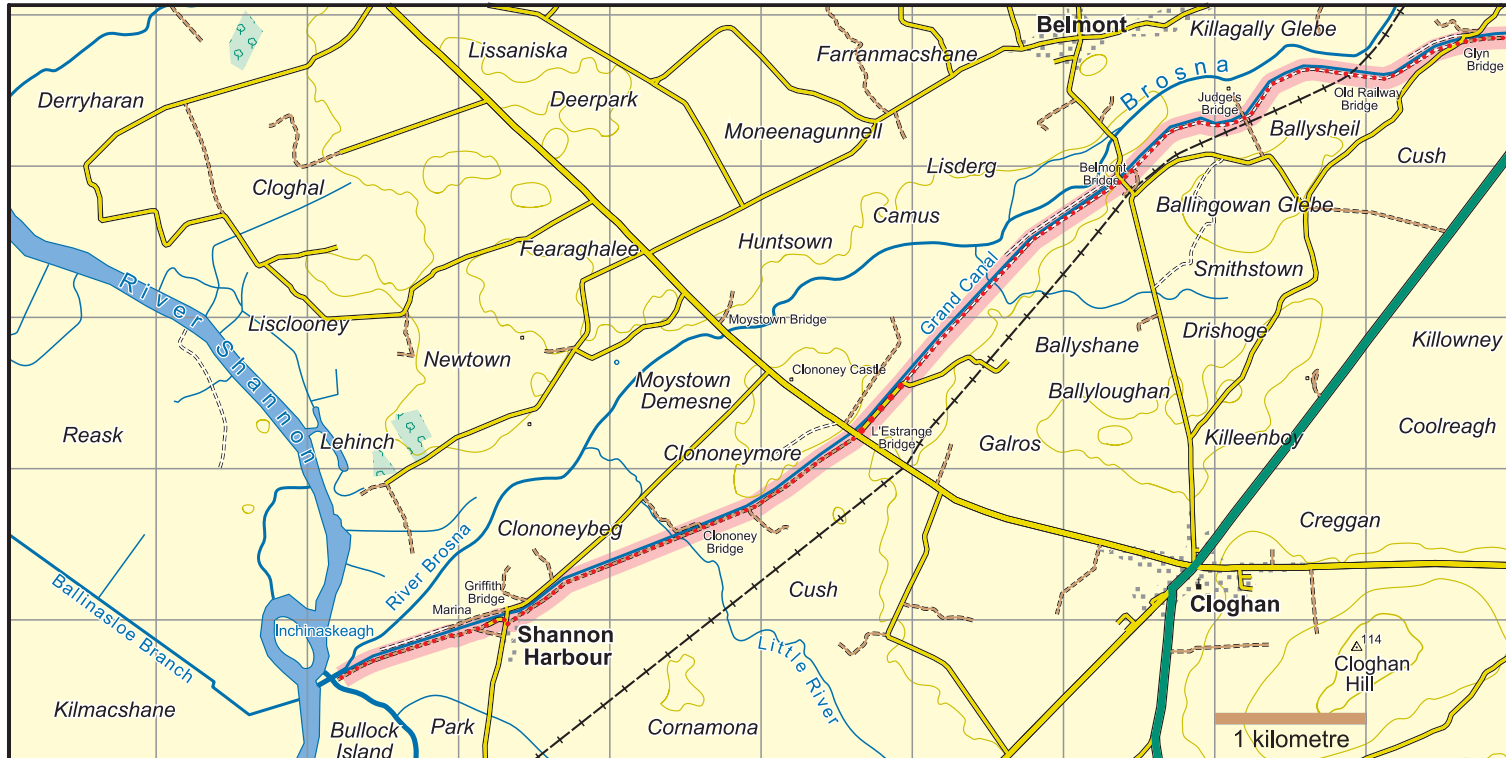 Belmont
Killagally Glebe
Lissaniska
Farranmacshane
Glyn
Bridge
Brosna
Derryharan
Deerpark
Judge's
Bridge
Old Railway
Bridge
Moneenagunnell
Ballysheil
Cush
Lisderg
Belmont
Bridge
Cloghal
Camus
Ballingowan Glebe
Huntsown
Fearaghalee
Smithstown
River Shannon
Grand Canal
Lisclooney
Moystown Bridge
Drishoge
Killowney
Ballyshane
Newtown
Clononey Castle
Moystown
Demesne
Ballyloughan
Reask
Lehinch
L'Estrange
Bridge
Galros
Killeenboy
Coolreagh
Clononeymore
Clononeybeg
Creggan
Clononey
Bridge
River Brosna
Ballinasloe Branch
Griffith
Bridge
Marina
Cush
Cloghan
Inchinaskeagh
Shannon
Harbour
Little River
114
Cloghan
Hill
Kilmacshane
Bullock
Island
Park
Cornamona
1 kilometre